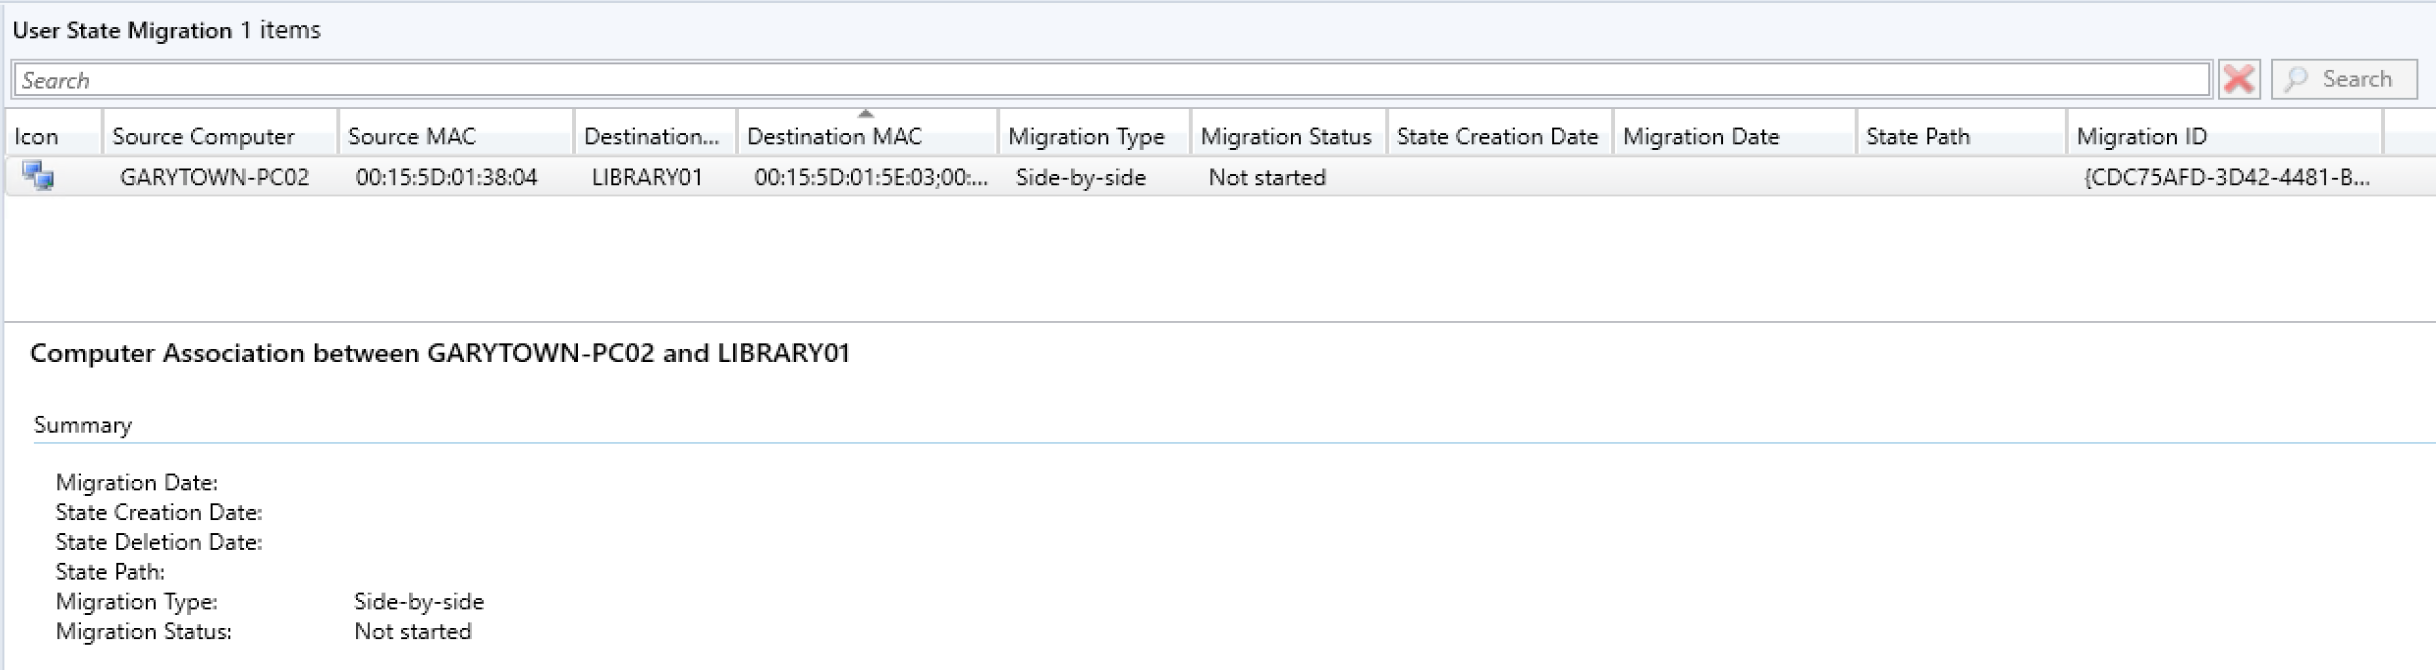 User State Migration 1 items
Search Search
Icon Source Computer Source MAC Destination... Destination MAC Migration Type Migration Status State Creation Date Migration Date State Path Migration ID
GARYTOWN-PC02 00:15:5D:01:38:04 LIBRARY01 00:15:5D:01:5E:03;00:... Side-by-side Not started {CDC75AFD-3D42-4481-B...
Computer Association between GARYTOWN-PC02 and LIBRARY01
Summary
Migration Date:
State Creation Date:
State Deletion Date:
State Path:
Migration Type: Side-by-side
Migration Status: Not started